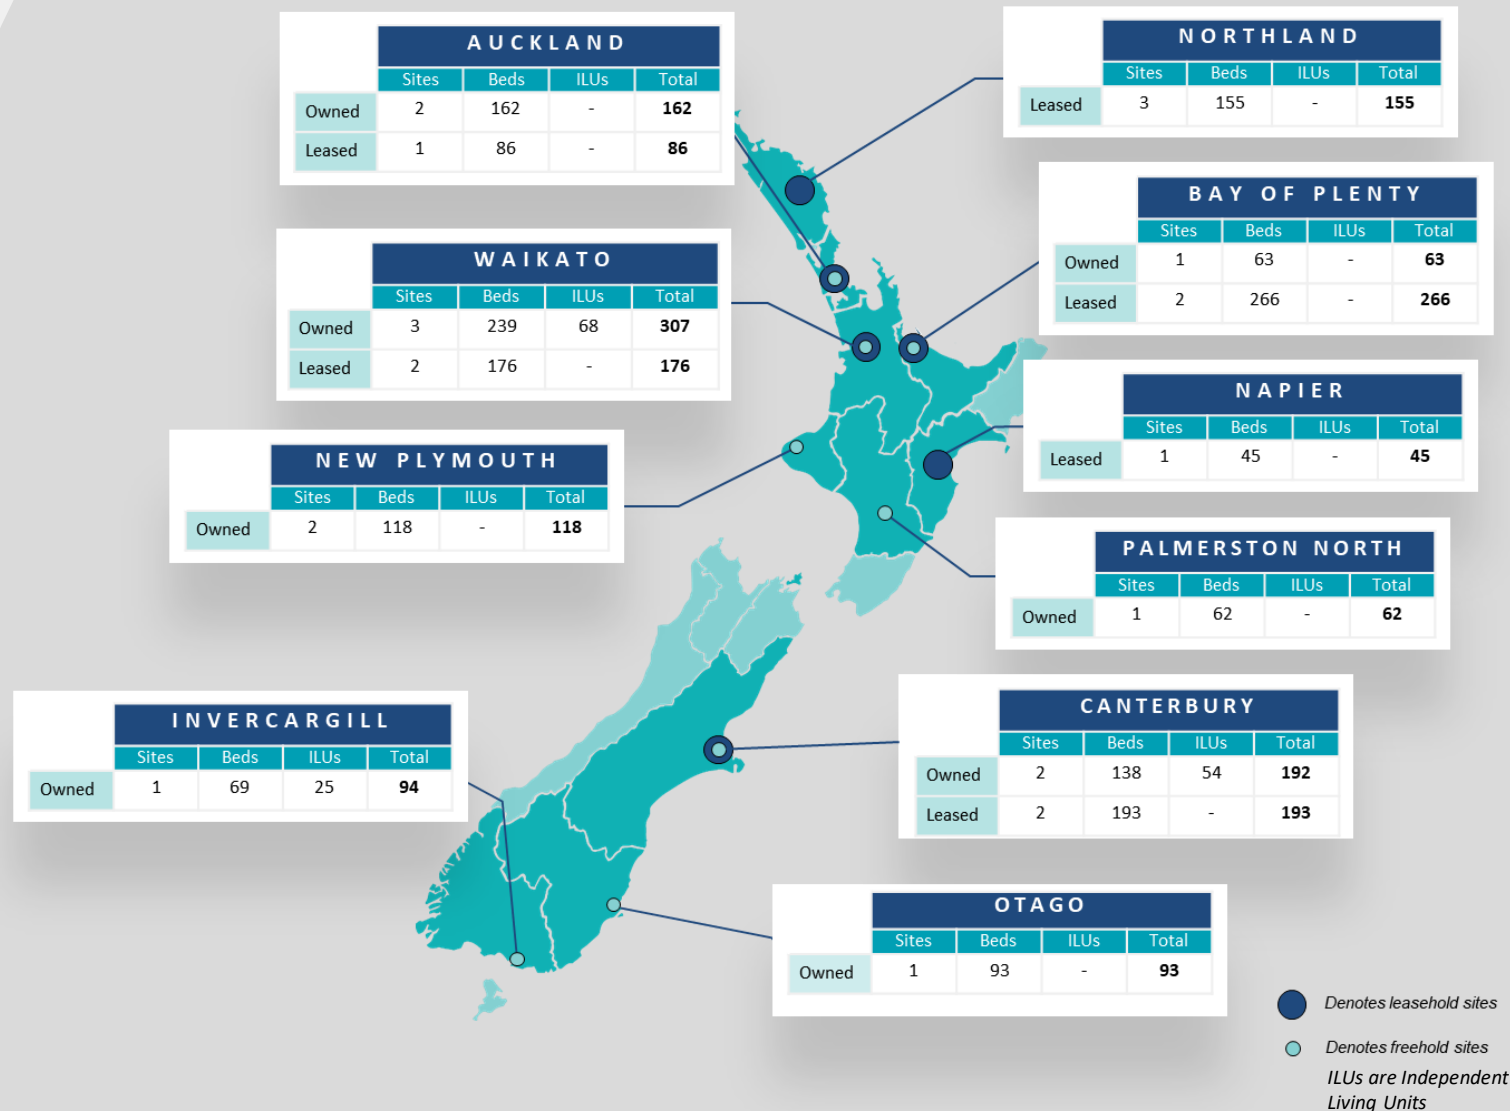 AUCKLAND
Sites Beds ILUs Total
Owned 2 162 - 162
Leased 1 86 - 86
NORTHLAND
Sites Beds ILUs Total
Leased 3 155 - 155
BAY OF PLENTY
Sites Beds ILUs Total
Owned 1 63 - 63
Leased 2 266 - 266
WAIKATO
Sites Beds ILUs Total
Owned 3 239 68 307
Leased 2 176 - 176
NAPIER
Sites Beds ILUs Total
Leased 1 45 - 45
NEW PLYMOUTH
Sites Beds ILUs Total
Owned 2 118 - 118
PALMERSTON NORTH
Sites Beds ILUs Total
Owned 1 62 - 62
INVERCARGILL
Sites Beds ILUs Total
Owned 1 69 25 94
CANTERBURY
Sites Beds ILUs Total
Owned 2 138 54 192
Leased 2 193 - 193
OTAGO
Sites Beds ILUs Total
Owned 1 93 - 93
Denotes leasehold sites
Denotes freehold sites
ILUs are Independent
Living Units